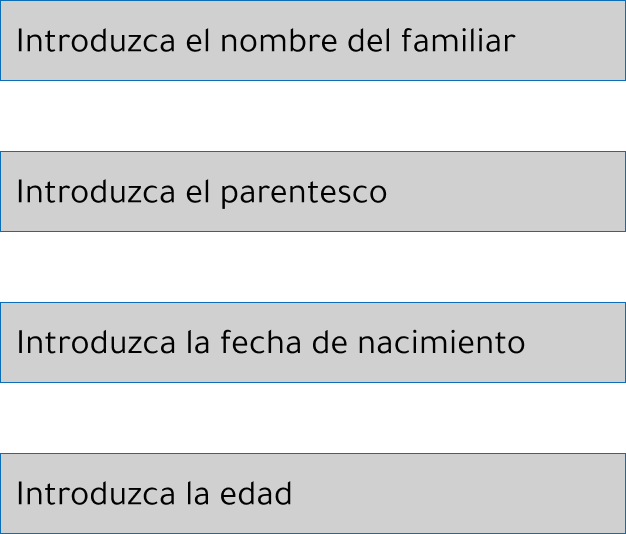 Introduzca el nombre del familiar
Introduzca el parentesco
Introduzca la fecha de nacimiento
Introduzca la edad